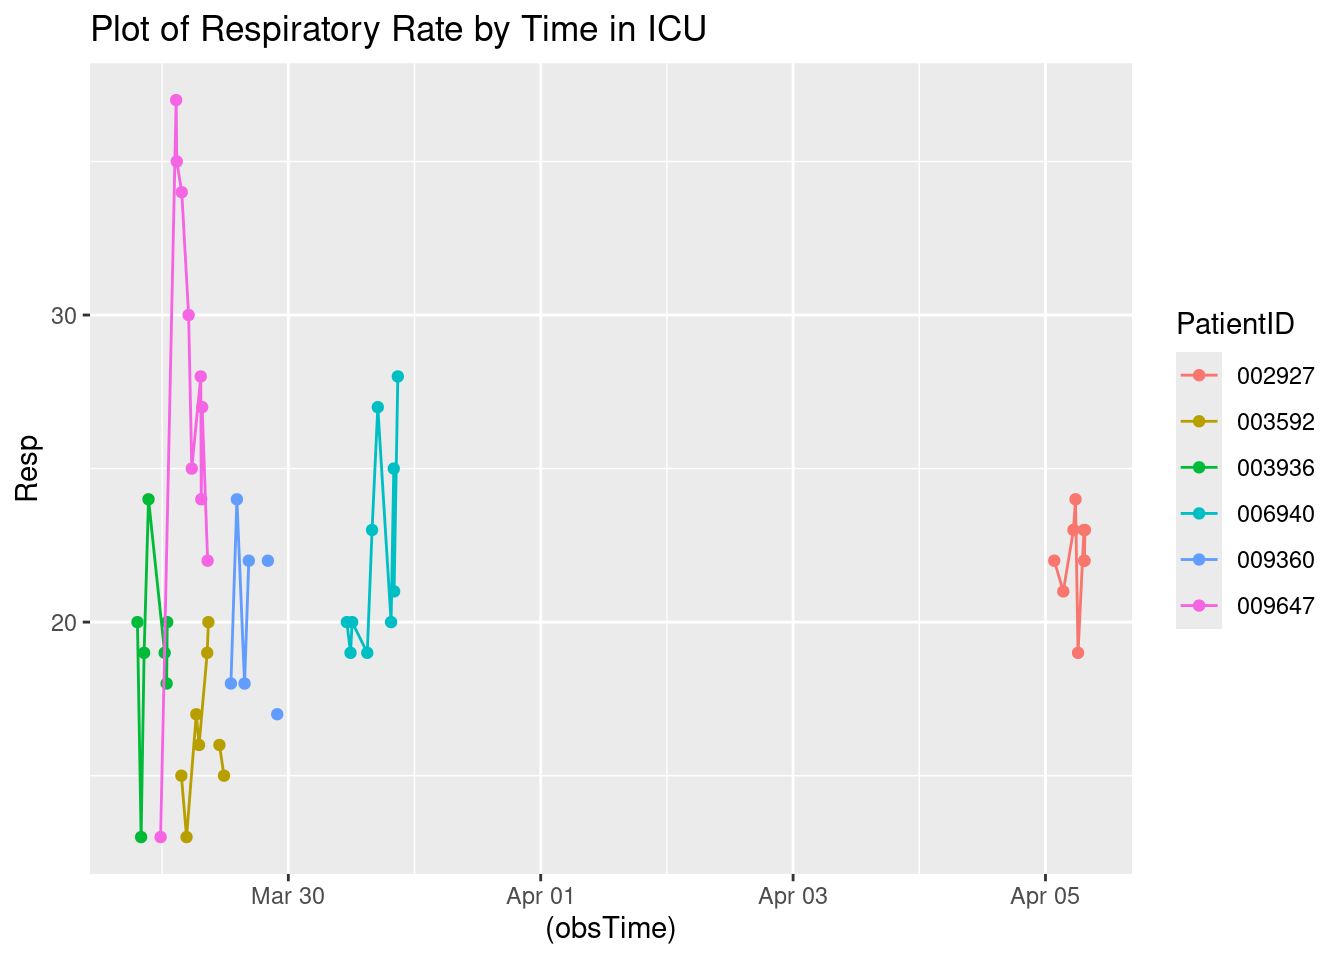 Plot of Respiratory Rate by Time in ICU
Resp
30
20
Mar 30
Apr 01
Apr 03
Apr 05
(obsTime)
PatientID
002927
003592
003936
006940
009360
009647